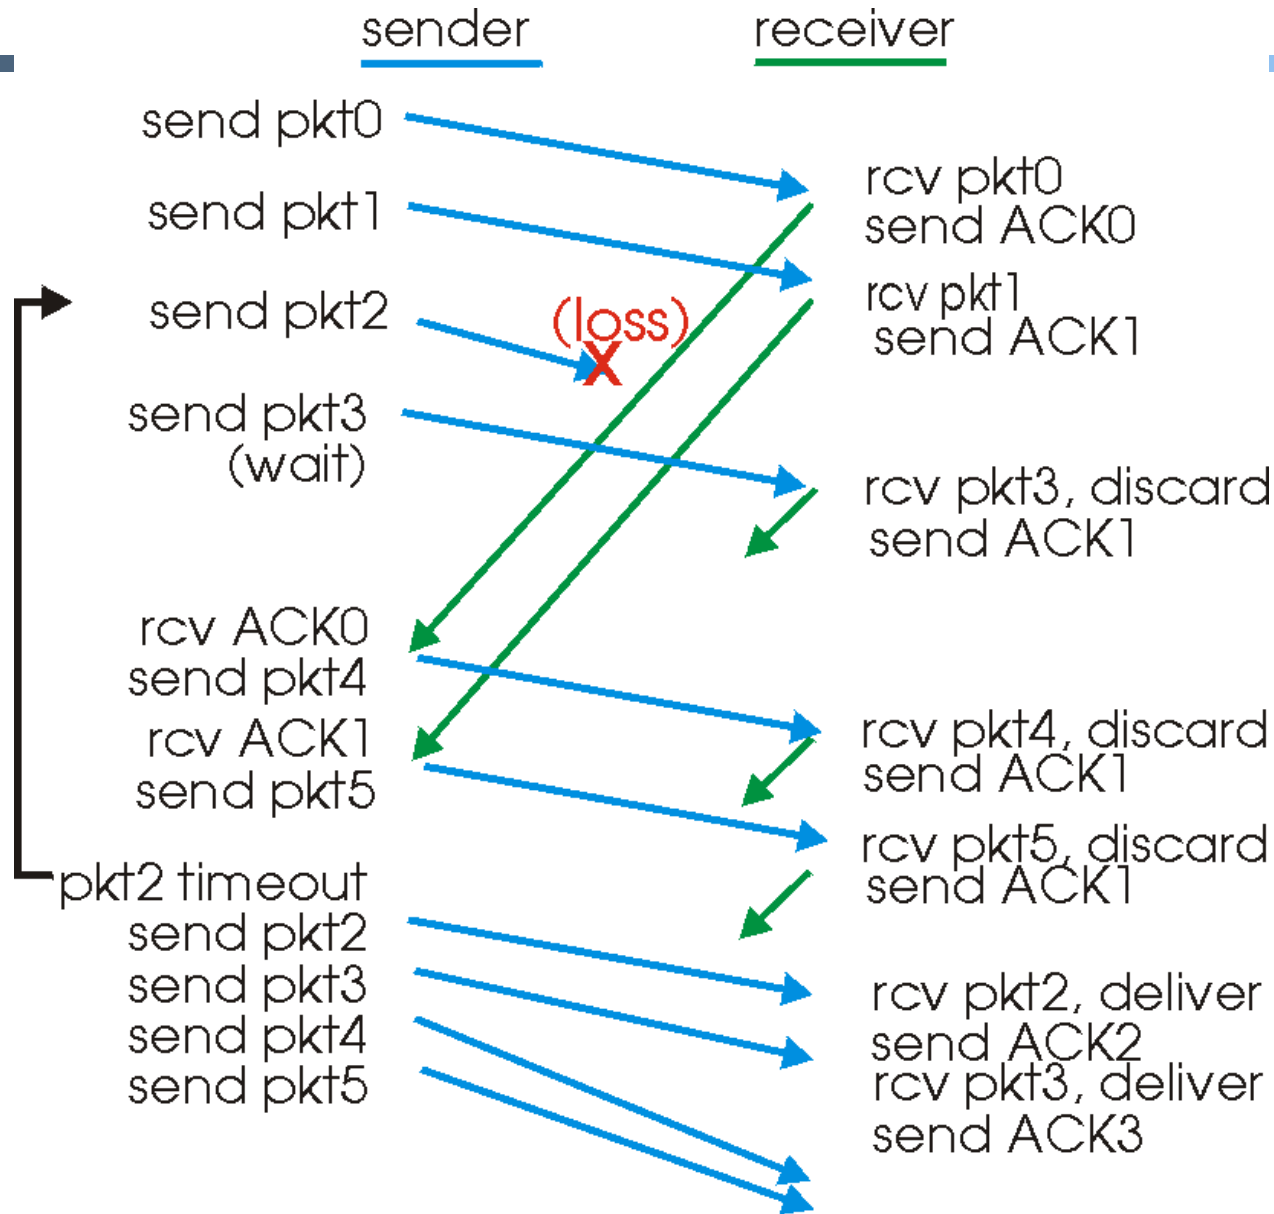 sender
receiver
send pkt0
rcv pkt0
send pkt1
send ACK0
rcv pkt1
send pkt2
(loss)
send ACK1
X
send pkt3
(wait)
rcv pkt3, discard
send ACK1
rcv ACK0
send pkt4
rcv ACK1
rcv pkt4, discard
send ACK1
send pkt5
rcv pkt5, discard
pkt2 timeout
send ACK1
send pkt2
send pkt3
rcv pkt2, deliver
send pkt4
send ACK2
send pkt5
rcv pkt3, deliver
send ACK3